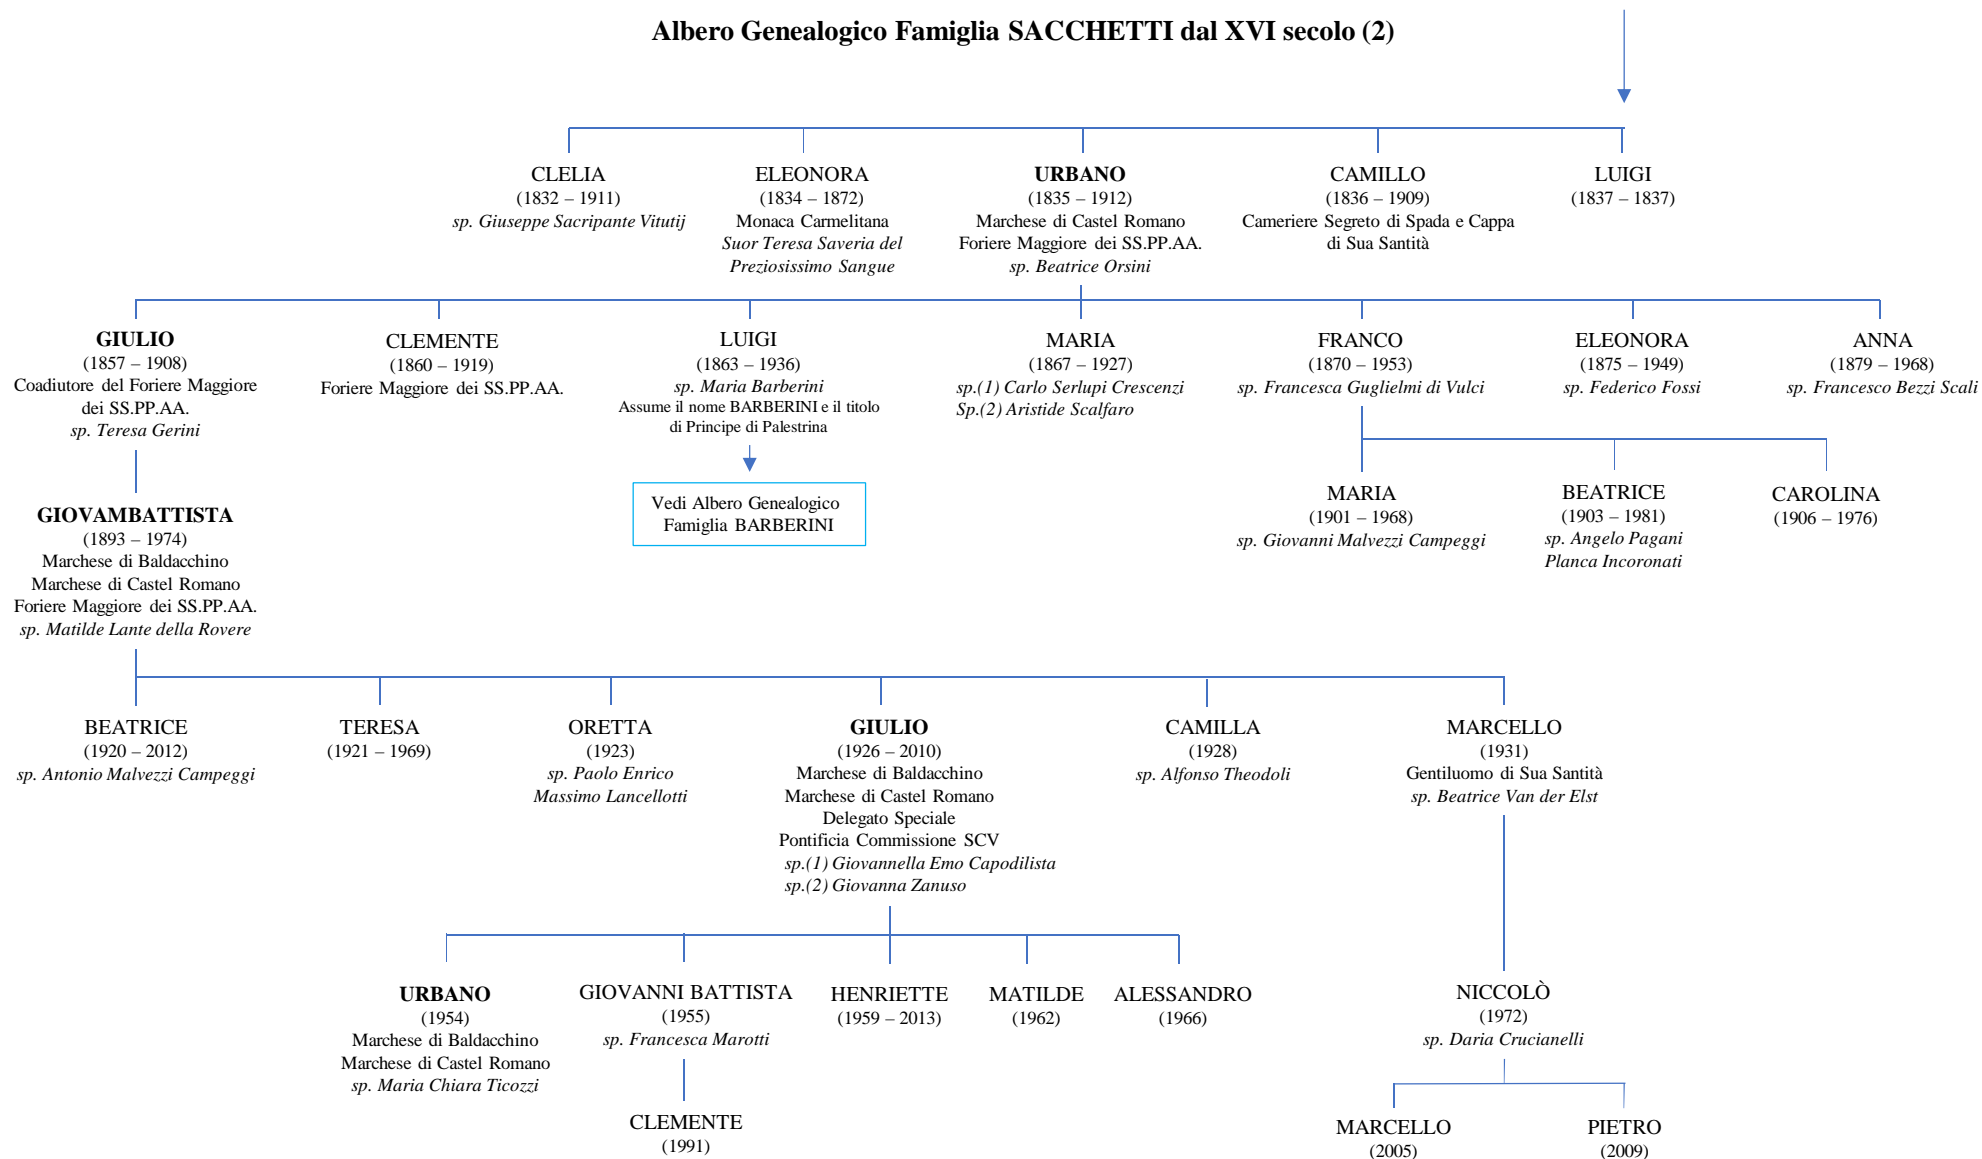 Albero Genealogico Famiglia SACCHETTI dal XVI secolo (2)
CLELIA
(1832 – 1911)
sp. Giuseppe Sacripante Vitutij
ELEONORA
(1834 – 1872)
Monaca Carmelitana
Suor Teresa Saveria del
Preziosissimo Sangue
URBANO
(1835 – 1912)
Marchese di Castel Romano
Foriere Maggiore dei SS.PP.AA.
sp. Beatrice Orsini
CAMILLO
(1836 – 1909)
Cameriere Segreto di Spada e Cappa
di Sua Santità
LUIGI
(1837 – 1837)
GIULIO
(1857 – 1908)
Coadiutore del Foriere Maggiore
dei SS.PP.AA.
sp. Teresa Gerini
CLEMENTE
(1860 – 1919)
Foriere Maggiore dei SS.PP.AA.
LUIGI
(1863 – 1936)
sp. Maria Barberini
Assume il nome BARBERINI e il titolo
di Principe di Palestrina
MARIA
(1867 – 1927)
sp.(1) Carlo Serlupi Crescenzi
Sp.(2) Aristide Scalfaro
FRANCO
(1870 – 1953)
sp. Francesca Guglielmi di Vulci
ELEONORA
(1875 – 1949)
sp. Federico Fossi
ANNA
(1879 – 1968)
sp. Francesco Bezzi Scali
GIOVAMBATTISTA
(1893 – 1974)
Marchese di Baldacchino
Marchese di Castel Romano
Foriere Maggiore dei SS.PP.AA.
sp. Matilde Lante della Rovere
Vedi Albero Genealogico
Famiglia BARBERINI
MARIA
(1901 – 1968)
sp. Giovanni Malvezzi Campeggi
BEATRICE
(1903 – 1981)
sp. Angelo Pagani
Planca Incoronati
CAROLINA
(1906 – 1976)
BEATRICE
(1920 – 2012)
sp. Antonio Malvezzi Campeggi
TERESA
(1921 – 1969)
ORETTA
(1923)
sp. Paolo Enrico
Massimo Lancellotti
GIULIO
(1926 – 2010)
Marchese di Baldacchino
Marchese di Castel Romano
Delegato Speciale
Pontificia Commissione SCV
sp.(1) Giovannella Emo Capodilista
sp.(2) Giovanna Zanuso
CAMILLA
(1928)
sp. Alfonso Theodoli
MARCELLO
(1931)
Gentiluomo di Sua Santità
sp. Beatrice Van der Elst
URBANO
(1954)
Marchese di Baldacchino
Marchese di Castel Romano
sp. Maria Chiara Ticozzi
GIOVANNI BATTISTA
(1955)
sp. Francesca Marotti
HENRIETTE
(1959 – 2013)
MATILDE
(1962)
ALESSANDRO
(1966)
NICCOLÒ
(1972)
sp. Daria Crucianelli
CLEMENTE
(1991)
MARCELLO
(2005)
PIETRO
(2009)